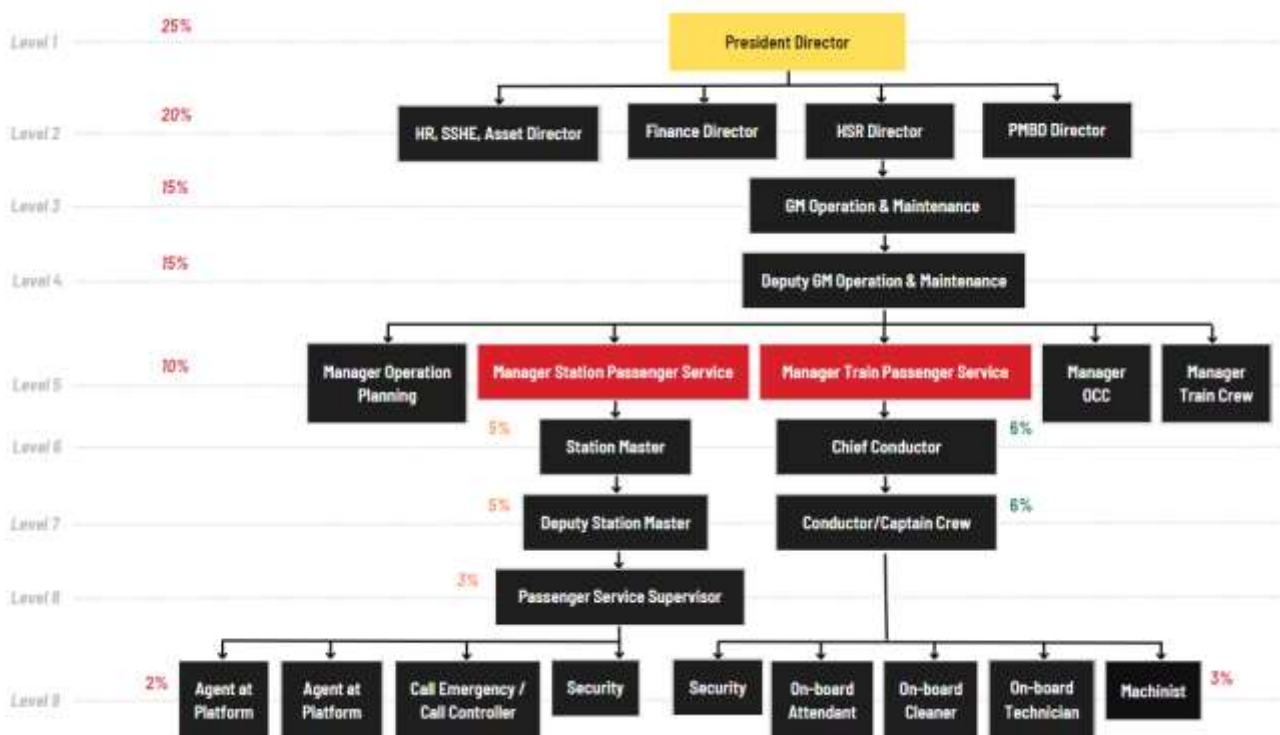 25%
Level 1
President Director
20%
Level 2
HR, SSHE, Asset Director
Finance Director
HSR Director
PMBD Director
15%
Level 3
GM Operation & Maintenance
15%
Level 4
Deputy GM Operation & Maintenance
10%
Level 5
Manager Operation
Planning
Manager Station Passenger Service
Manager Train Passenger Service
Manager
OCC
Manager
Train Crew
5%
6%
Level 6
Station Master
Chief Conductor
5%
6%
Level 7
Deputy Station Master
Conductor/Captain Crew
3%
Level 8
Passenger Service Supervisor
2%
Level 9
Agent at
Platform
Agent at
Platform
Call Emergency /
Call Controller
Security
Security
On-board
Attendant
On-board
Cleaner
On-board
Technician
Machinist
3%